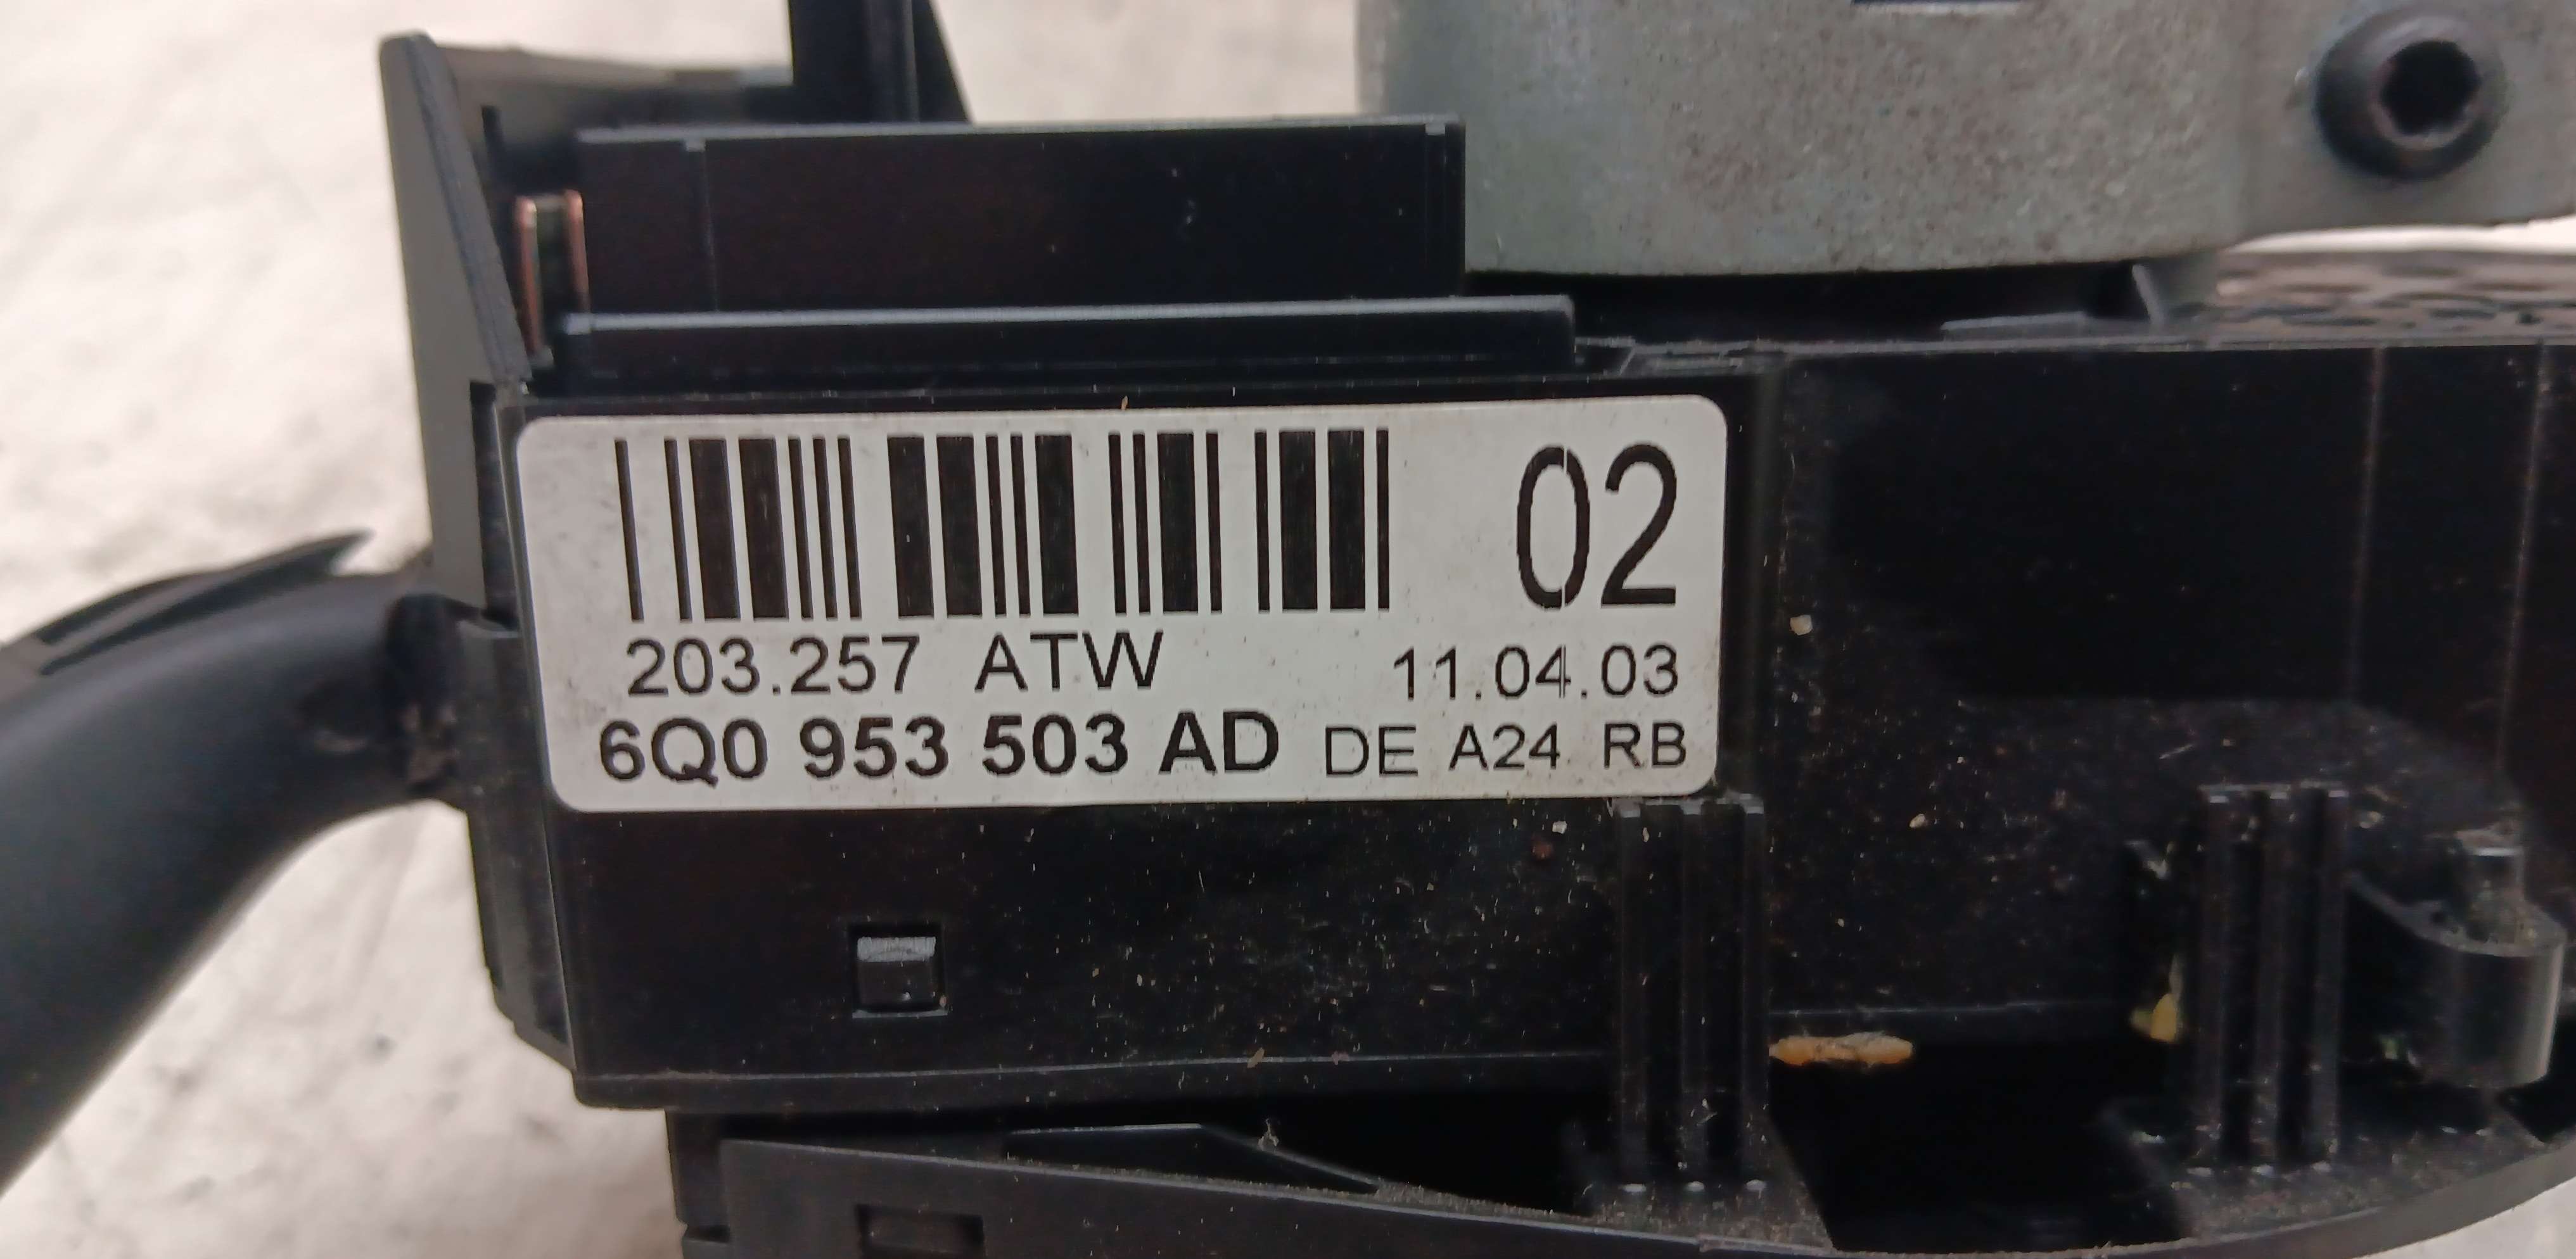 02
203.257 ATW 11.04.03
6Q0 953 503 AD DE A24 RB